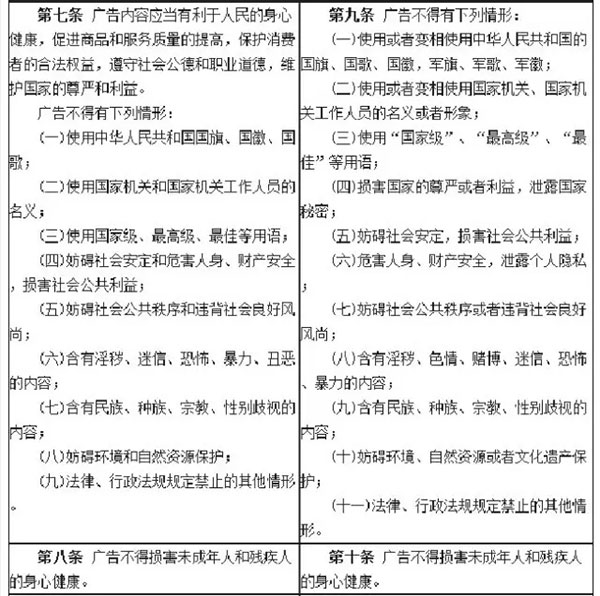 第七条 广告内容应当有利于人民的身心
健康，促进商品和服务质量的提高，保护消费
者的合法权益，遵守社会公德和职业道德，维
护国家的尊严和利益。
广告不得有下列情形：
(一)使用中华人民共和国国旗、国徽、国
歌；
(二)使用国家机关和国家机关工作人员的
名义；
(三)使用国家级、最高级、最佳等用语；
(四)妨碍社会安定和危害人身、财产安全
，损害社会公共利益；
(五)妨碍社会公共秩序和违背社会良好风
尚；
(六)含有淫秽、迷信、恐怖、暴力、丑恶
的内容；
(七)含有民族、种族、宗教、性别歧视的
内容；
(八)妨碍环境和自然资源保护；
(九)法律、行政法规规定禁止的其他情形
。
第八条 广告不得损害未成年人和残疾人
的身心健康。
第九条 广告不得有下列情形：
(一)使用或者变相使用中华人民共和国的
国旗、国歌、国徽，军旗、军歌、军徽；
(二)使用或者变相使用国家机关、国家机
关工作人员的名义或者形象；
(三)使用“国家级”、“最高级”、“最
佳”等用语；
(四)损害国家的尊严或者利益，泄露国家
秘密；
(五)妨碍社会安定，损害社会公共利益；
(六)危害人身、财产安全，泄露个人隐私
；
(七)妨碍社会公共秩序或者违背社会良好
风尚；
(八)含有淫秽、色情、赌博、迷信、恐怖
、暴力的内容；
(九)含有民族、种族、宗教、性别歧视的
内容；
(十)妨碍环境、自然资源或者文化遗产保
护；
(十一)法律、行政法规规定禁止的其他情
形。
第十条 广告不得损害未成年人和残疾人
的身心健康。